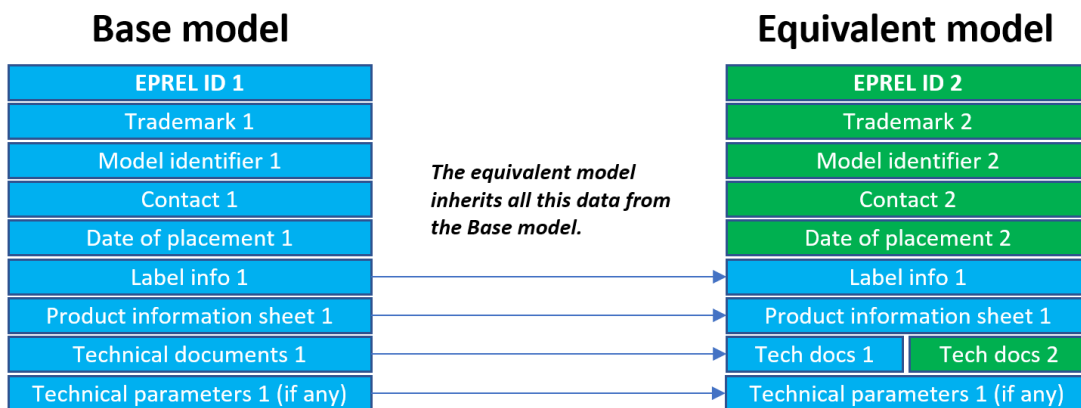 Base model
EPREL ID 1
Trademark 1
Model identifier 1
Contact 1
Date of placement 1
Label info 1
Product information sheet 1
Technical documents 1
Technical parameters 1 (if any)
The equivalent model
inherits all this data from
the Base model.
Equivalent model
EPREL ID 2
Trademark 2
Model identifier 2
Contact 2
Date of placement 2
Label info 1
Product information sheet 1
Tech docs 1
Tech docs 2
Technical parameters 1 (if any)